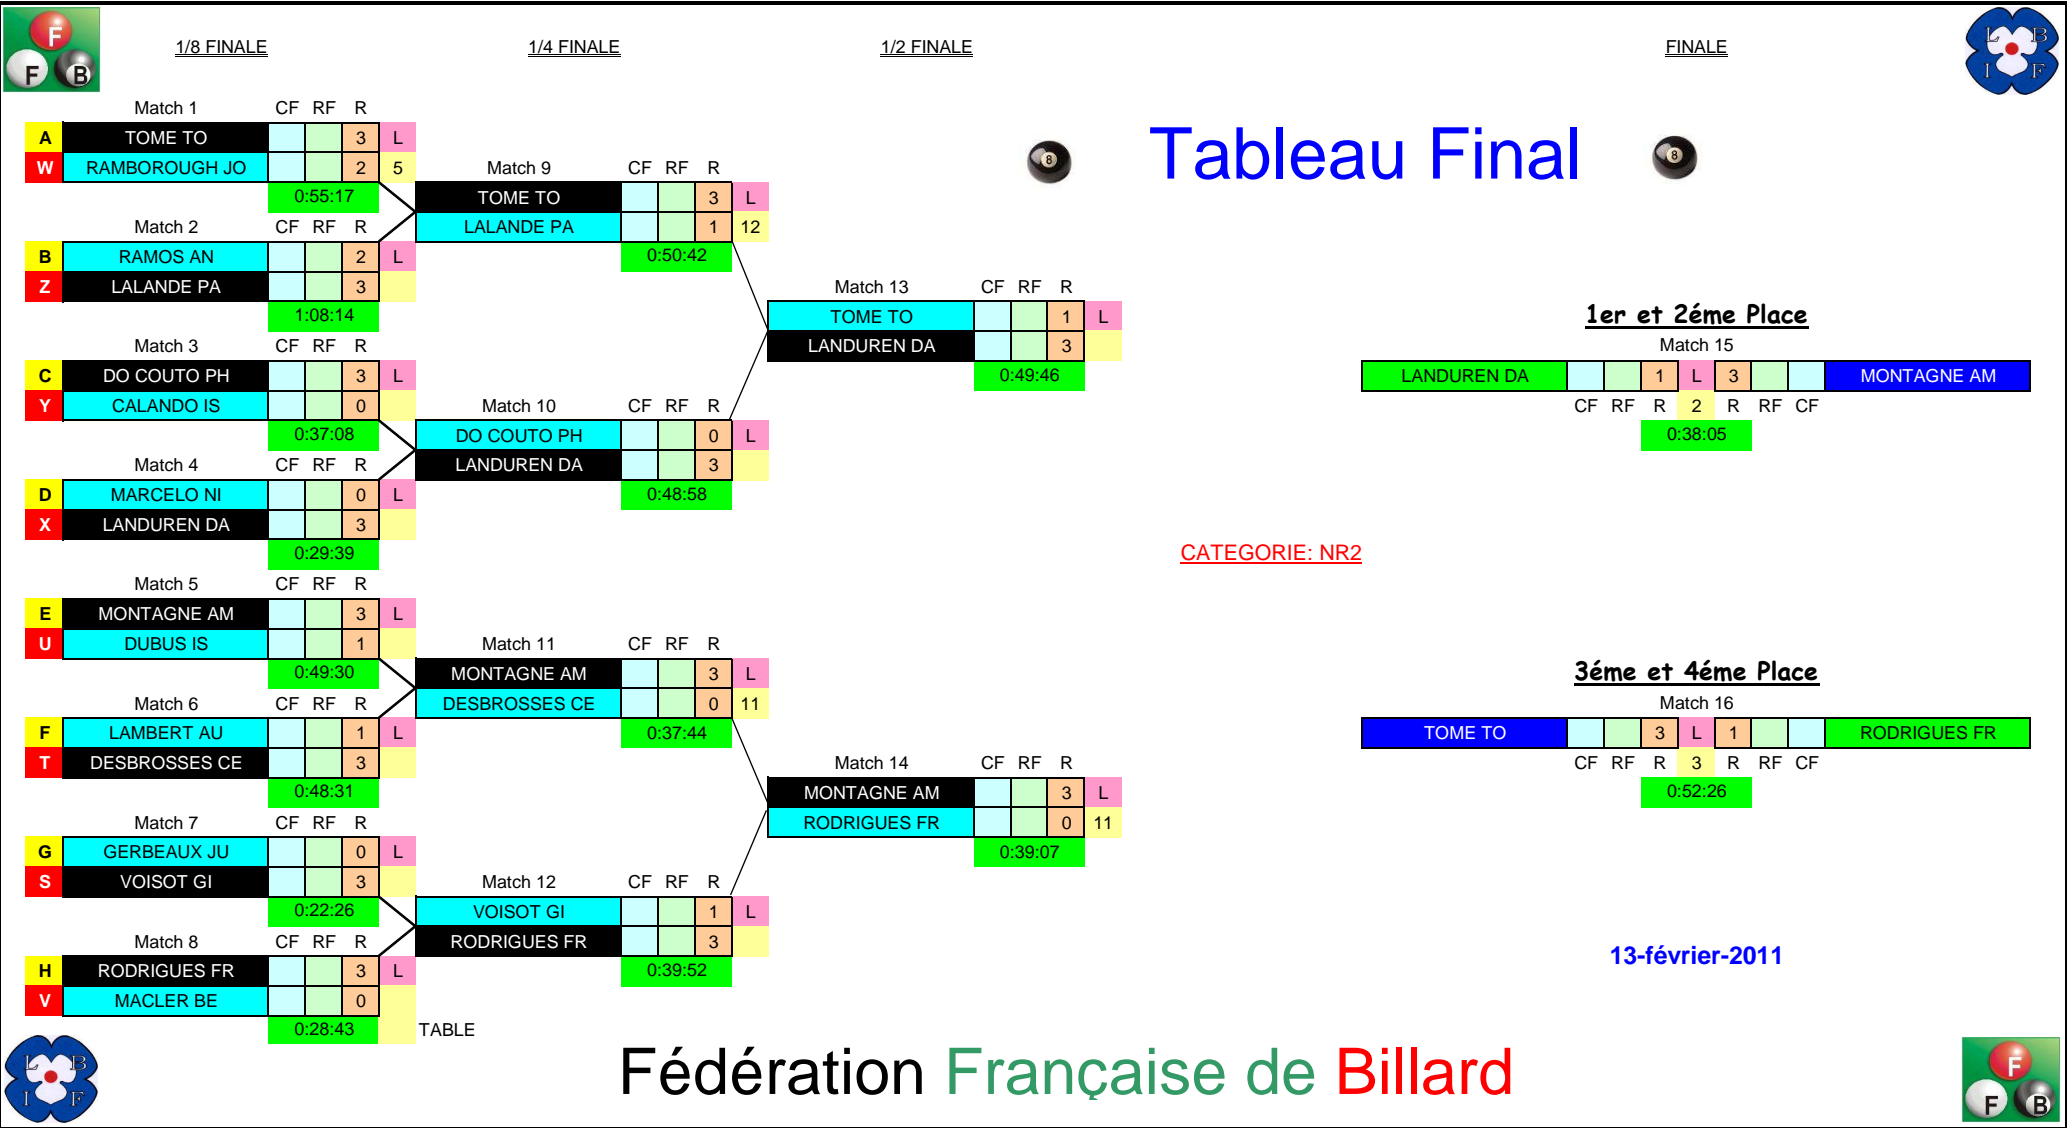 1/8 FINALE 1/4 FINALE 1/2 FINALE FINALE
F F B
L B I F
Tableau Final
8 8
Match 1 CF RF R
A TOME TO 3 L
W RAMBOROUGH JO 2 5
0:55:17
Match 2 CF RF R
B RAMOS AN 2 L
Z LALANDE PA 3
1:08:14
Match 3 CF RF R
C DO COUTO PH 3 L
Y CALANDO IS 0
0:37:08
Match 4 CF RF R
D MARCELO NI 0 L
X LANDUREN DA 3
0:29:39
Match 5 CF RF R
E MONTAGNE AM 3 L
U DUBUS IS 1
0:49:30
Match 6 CF RF R
F LAMBERT AU 1 L
T DESBROSSES CE 3
0:48:31
Match 7 CF RF R
G GERBEAUX JU 0 L
S VOISOT GI 3
0:22:26
Match 8 CF RF R
H RODRIGUES FR 3 L
V MACLER BE 0
0:28:43 TABLE
Match 9 CF RF R
TOME TO 3 L
LALANDE PA 1 12
0:50:42
Match 10 CF RF R
DO COUTO PH 0 L
LANDUREN DA 3
0:48:58
Match 11 CF RF R
MONTAGNE AM 3 L
DESBROSSES CE 0 11
0:37:44
Match 12 CF RF R
VOISOT GI 1 L
RODRIGUES FR 3
0:39:52
Match 13 CF RF R
TOME TO 1 L
LANDUREN DA 3
0:49:46
Match 14 CF RF R
MONTAGNE AM 3 L
RODRIGUES FR 0 11
0:39:07
1er et 2éme Place
Match 15
LANDUREN DA 1 L 3 MONTAGNE AM
CF RF R 2 R RF CF
0:38:05
CATEGORIE: NR2
3éme et 4éme Place
Match 16
TOME TO 3 L 1 RODRIGUES FR
CF RF R 3 R RF CF
0:52:26
13-février-2011
Fédération Française de Billard
L B I F
F F B